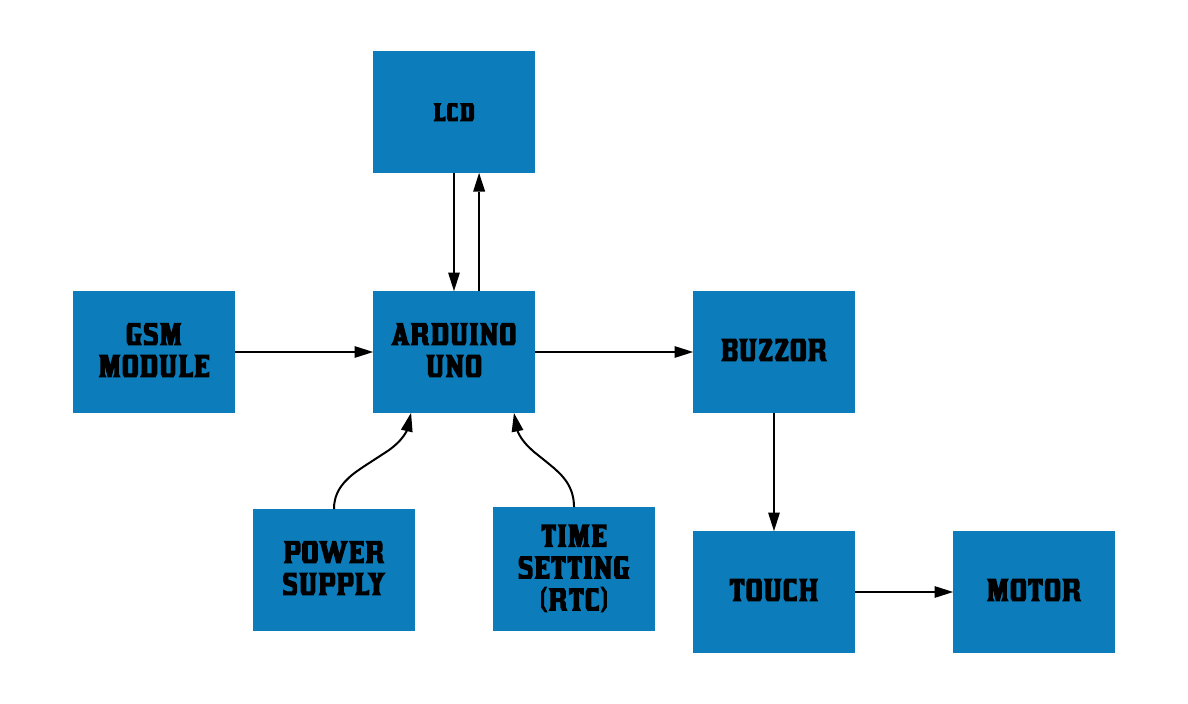 LCD
GSM
MODULE
ARDUINO
UNO
BUZZOR
POWER
SUPPLY
TIME
SETTING
(RTC)
TOUCH
MOTOR